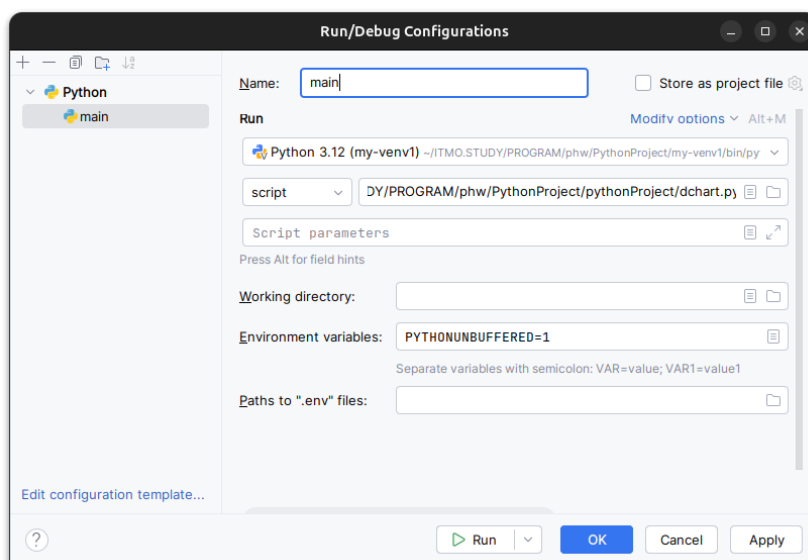 Run/Debug Configurations
Python
main
Name: main
Store as project file
Run
Modify options Alt+M
Python 3.12 (my-venv1) ~/ITMO.STUDY/PROGRAM/phw/PythonProject/my-venv1/bin/py
script
DY/PROGRAM/phw/PythonProject/pythonProject/dchart.py
Script parameters
Press Alt for field hints
Working directory:
Environment variables: PYTHONUNBUFFERED=1
Separate variables with semicolon: VAR=value; VAR1=value1
Paths to ".env" files:
Edit configuration template...
? Run OK Cancel Apply